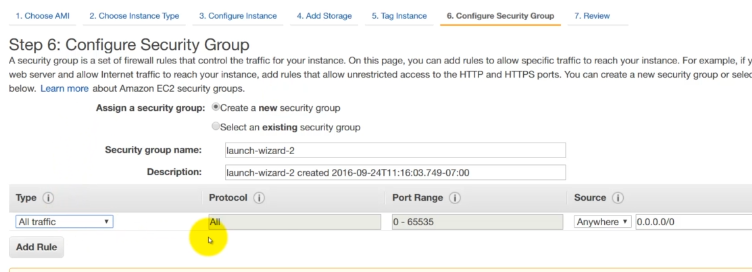 1. Choose AMI 2. Choose Instance Type 3. Configure Instance 4. Add Storage 5. Tag Instance 6. Configure Security Group 7. Review
Step 6: Configure Security Group
A security group is a set of firewall rules that control the traffic for your instance. On this page, you can add rules to allow specific traffic to reach your instance. For example, if y
web server and allow Internet traffic to reach your instance, add rules that allow unrestricted access to the HTTP and HTTPS ports. You can create a new security group or selec
below. Learn more about Amazon EC2 security groups.
Assign a security group: Create a new security group
Select an existing security group
Security group name: launch-wizard-2
Description: launch-wizard-2 created 2016-09-24T11:16:03.749-07:00
Type i Protocol i Port Range i Source i
All traffic All 0 - 65535 Anywhere 0.0.0.0/0
Add Rule